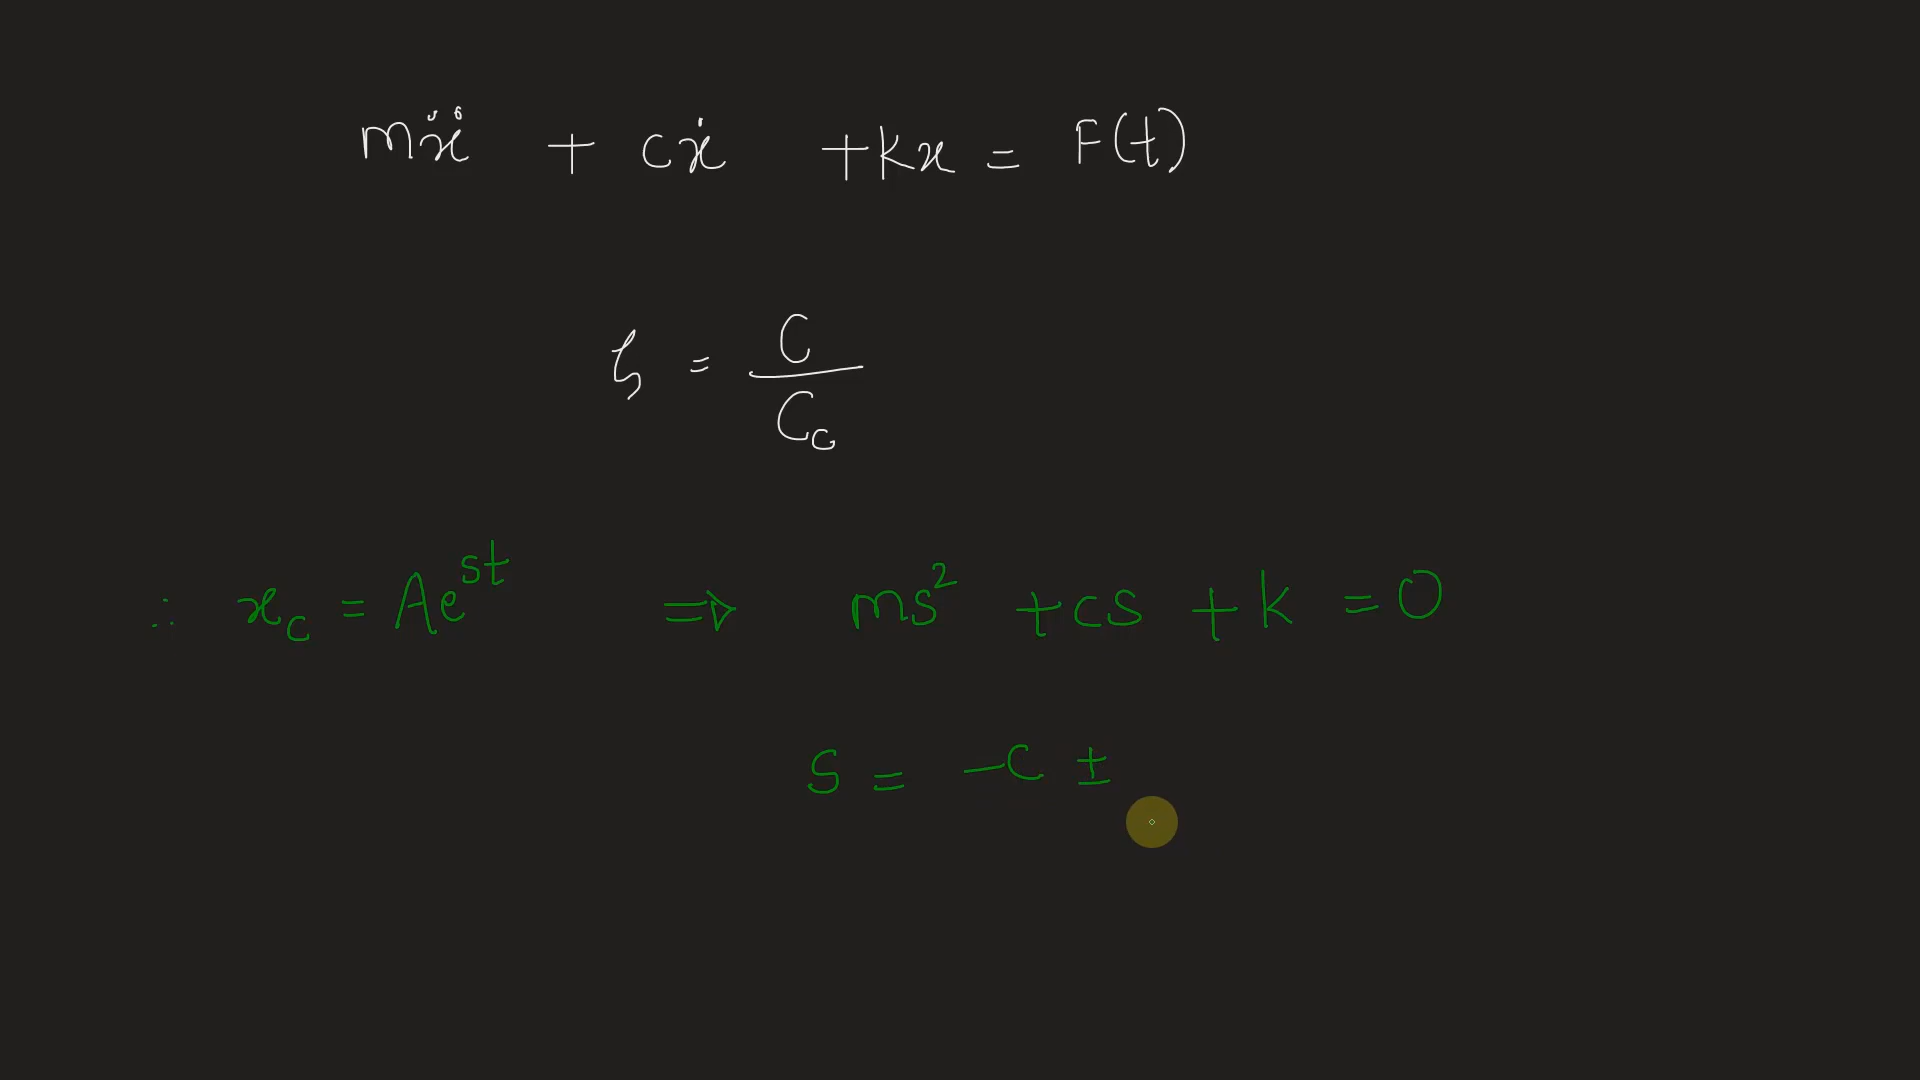 mẍ + cẋ + kx = F(t)
ζ = C / C_c
∴ x_c = Ae^{st} ⇒ ms² + cs + k = 0
S = -C ±